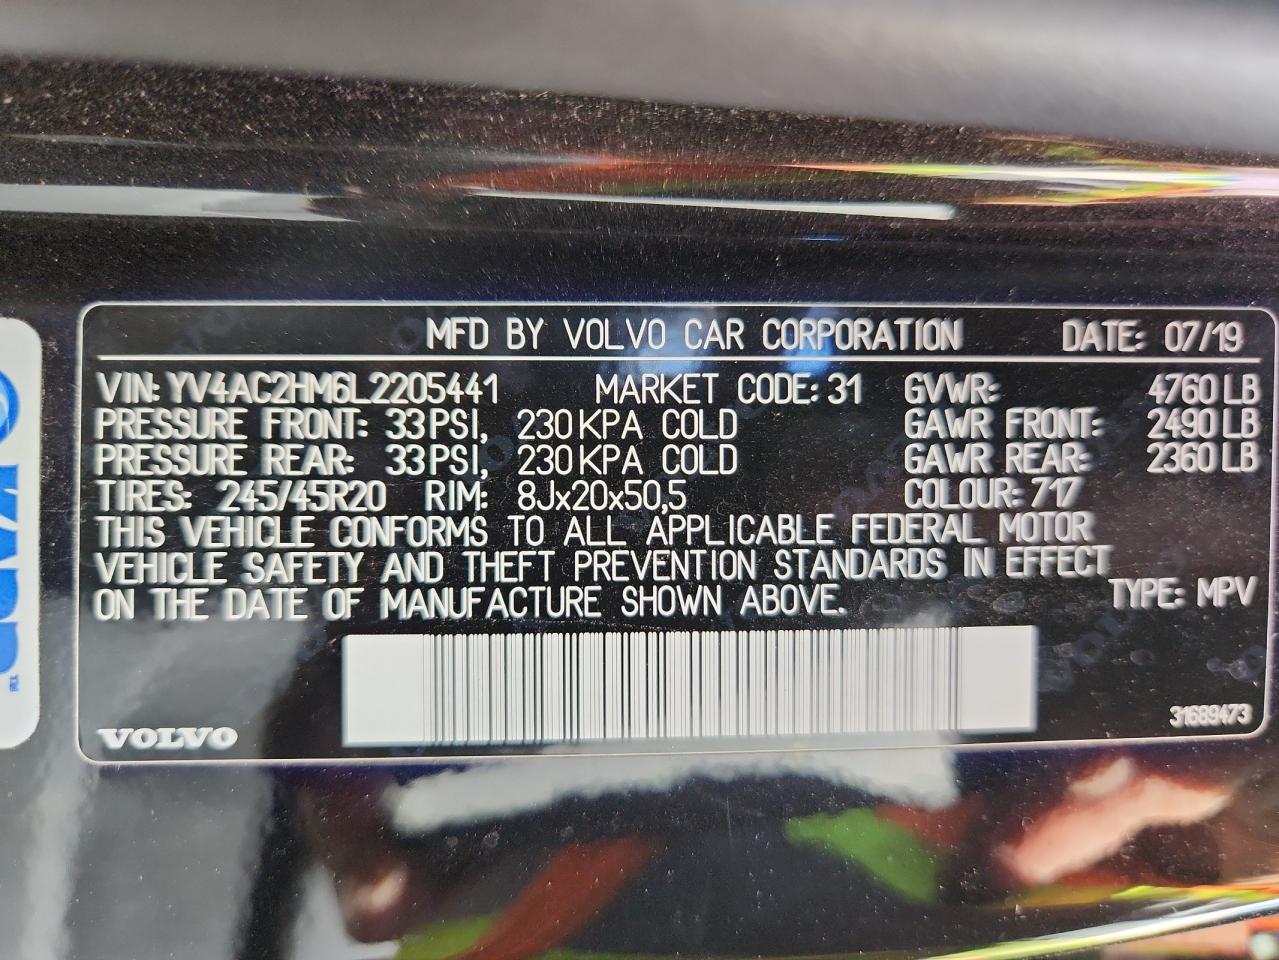 MFD BY VOLVO CAR CORPORATION DATE: 07/19
VIN: YV4AC2HM6L2205441 MARKET CODE: 31 GVWR: 4760 LB
PRESSURE FRONT: 33 PSI, 230 KPA COLD GAWR FRONT: 2490 LB
PRESSURE REAR: 33 PSI, 230 KPA COLD GAWR REAR: 2360 LB
TIRES: 245/45R20 RIM: 8Jx20x50,5 COLOUR: 717
THIS VEHICLE CONFORMS TO ALL APPLICABLE FEDERAL MOTOR
VEHICLE SAFETY AND THEFT PREVENTION STANDARDS IN EFFECT
ON THE DATE OF MANUFACTURE SHOWN ABOVE. TYPE: MPV
VOLVO 31689473